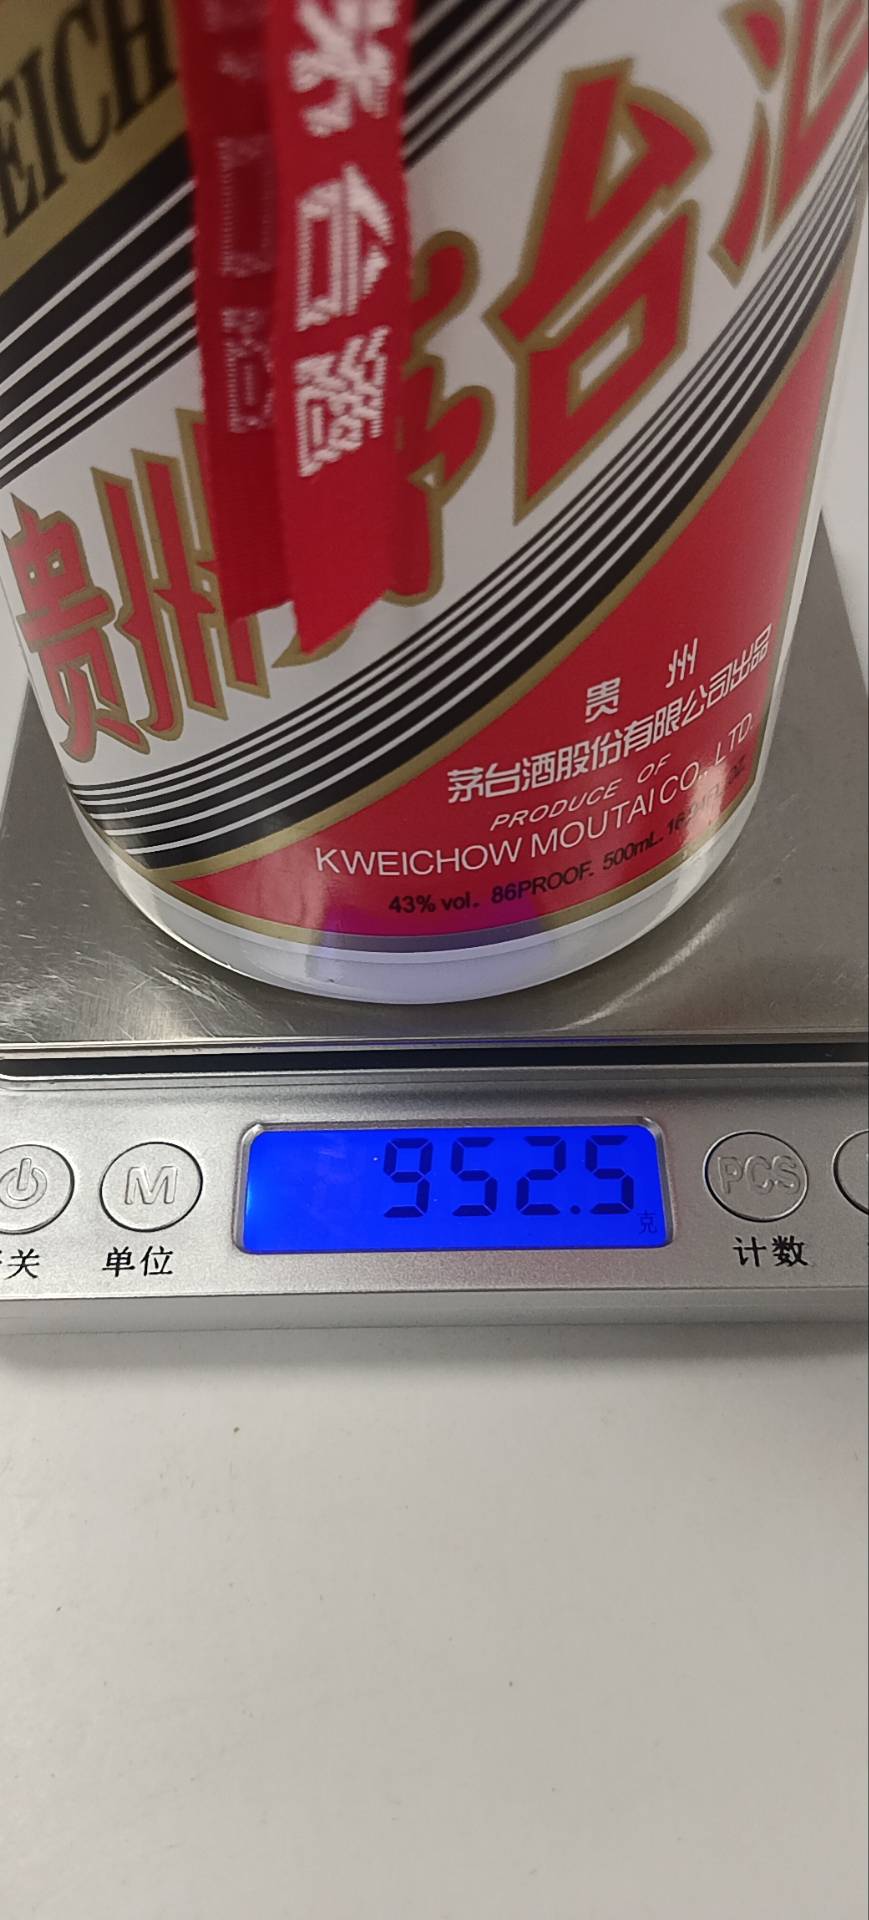 EICH
茅台酒
贵州茅台酒
贵 州
茅台酒股份有限公司出品
PRODUCE OF
KWEICHOW MOUTAI CO., LTD.
43% vol. 86PROOF. 500mL.
952.5
克
M
PCS
关
单位
计数